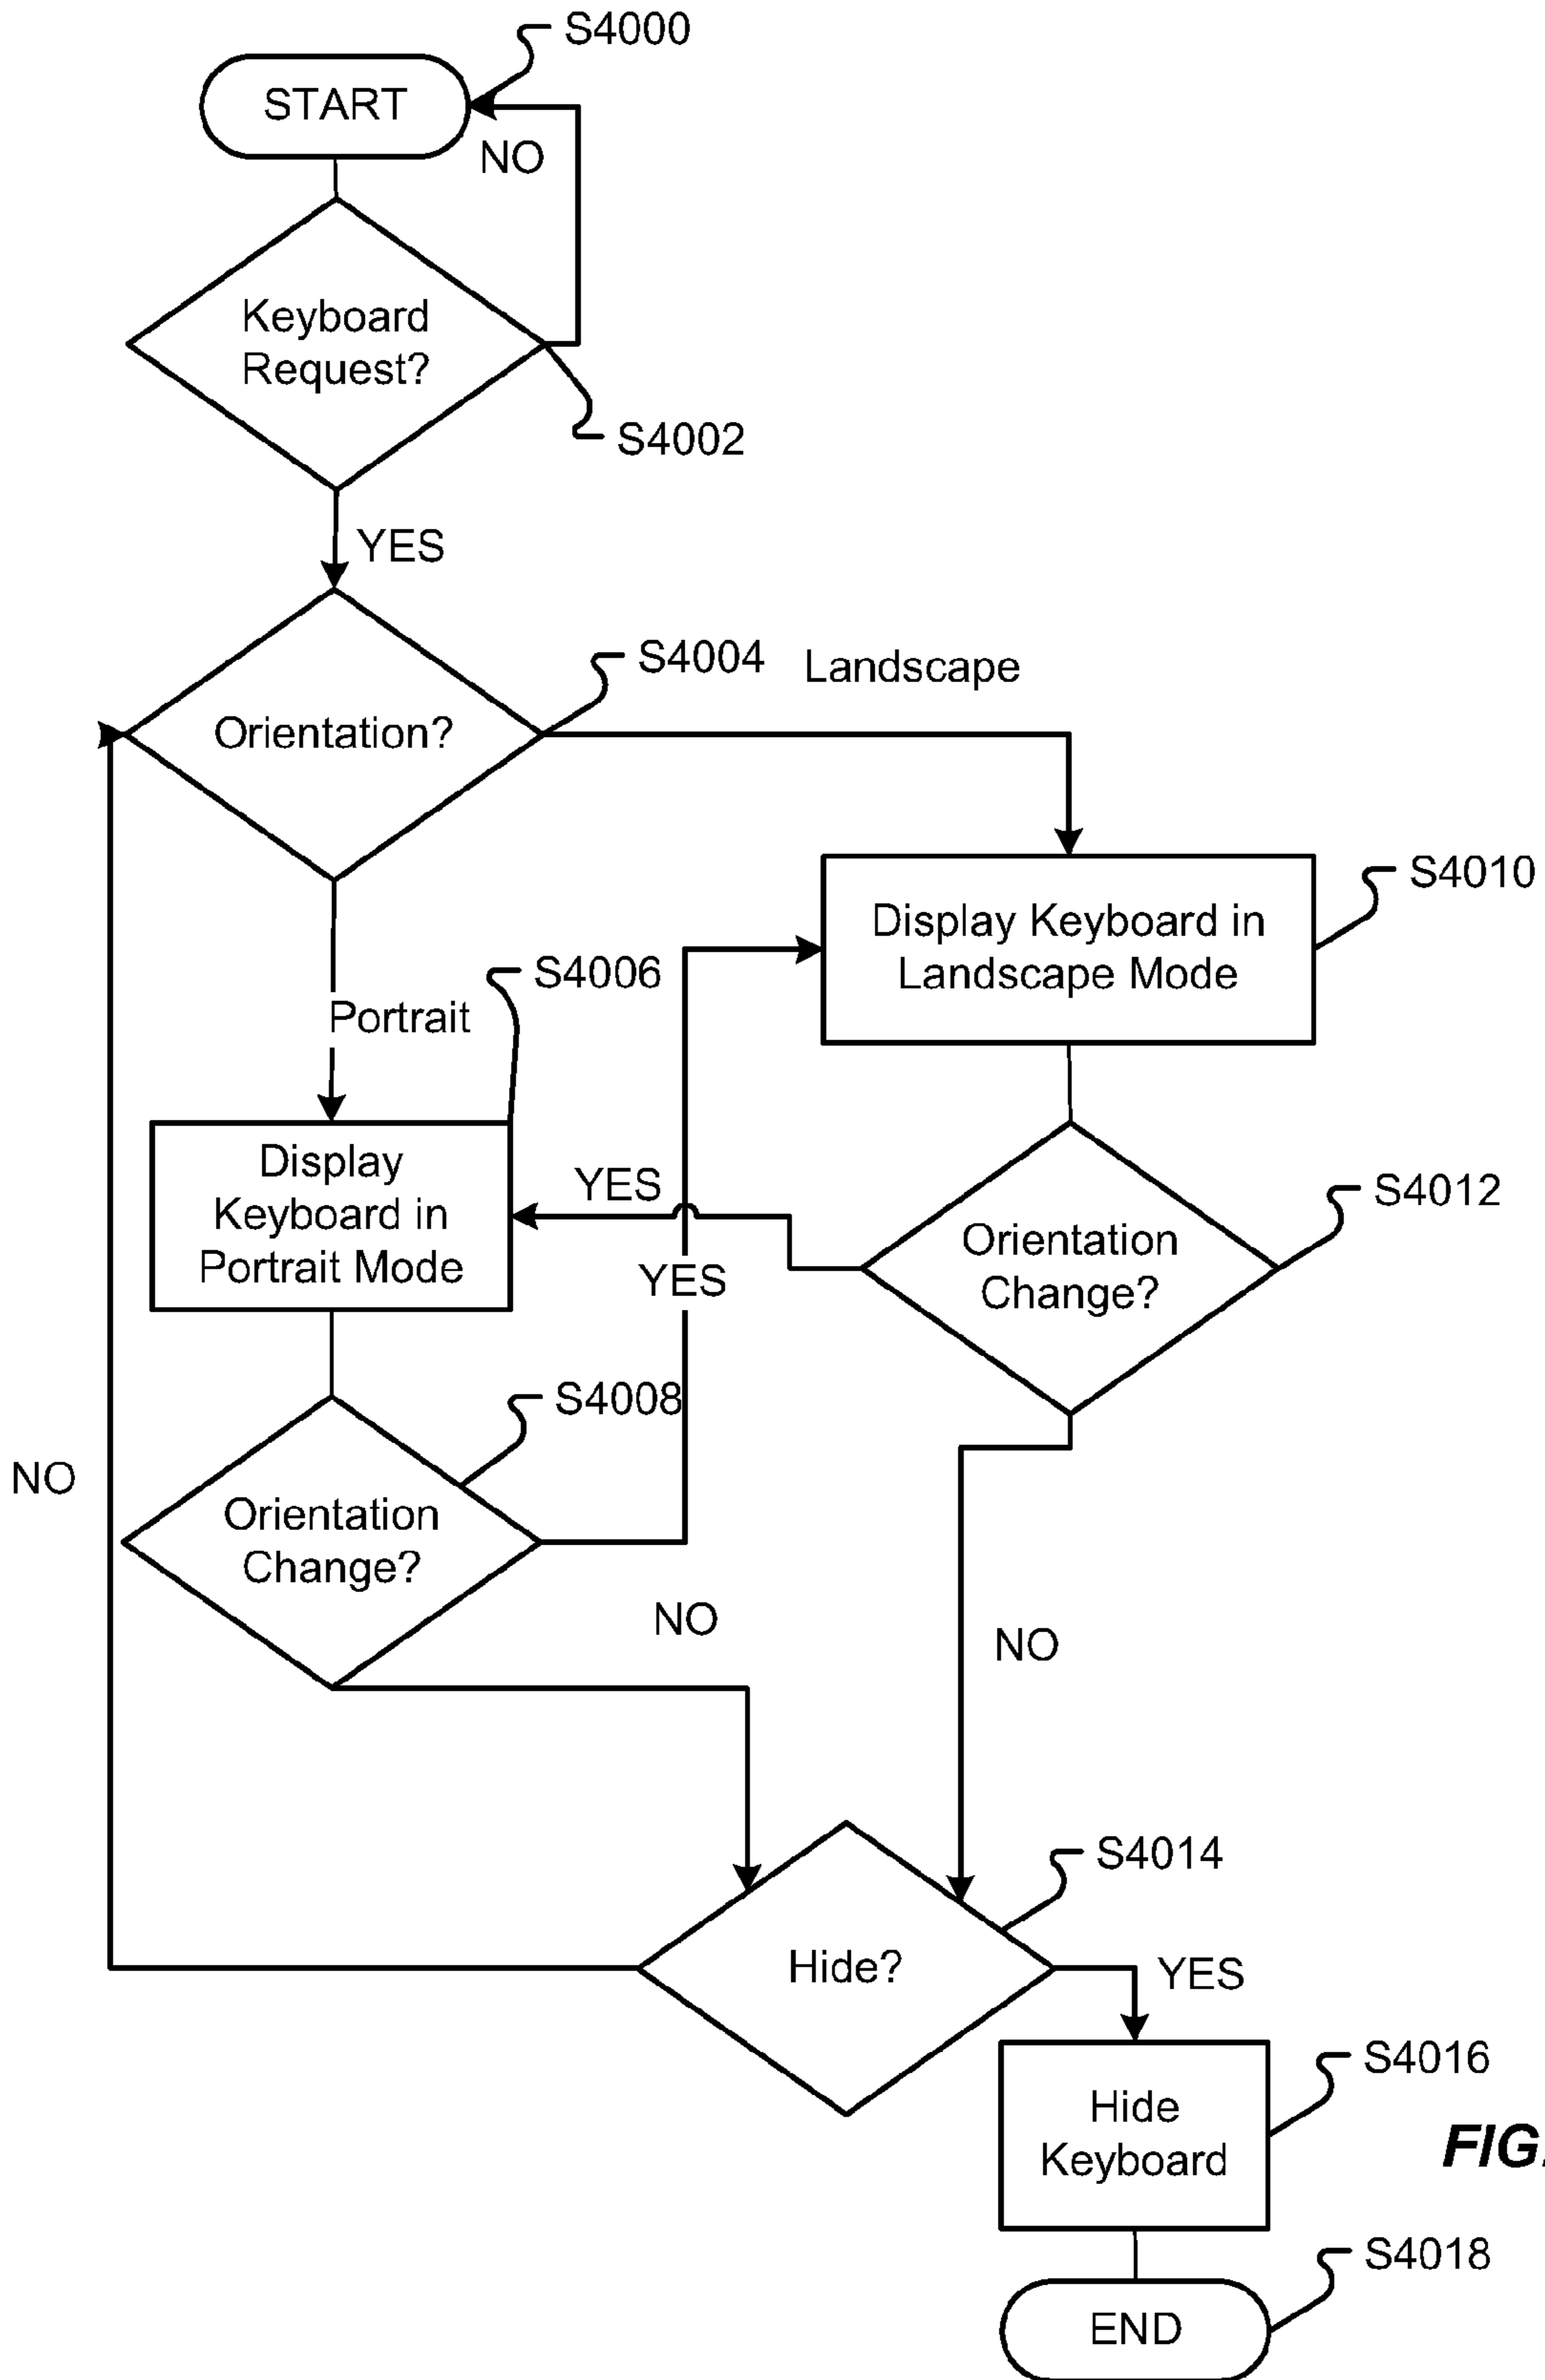 S4000
START
NO
Keyboard
Request?
S4002
YES
S4004
Landscape
Orientation?
S4010
Display Keyboard in
Landscape Mode
S4006
Portrait
Display
Keyboard in
Portrait Mode
YES
S4012
Orientation
Change?
YES
S4008
NO
Orientation
Change?
NO
NO
S4014
Hide?
YES
S4016
Hide
Keyboard
FIG.
S4018
END